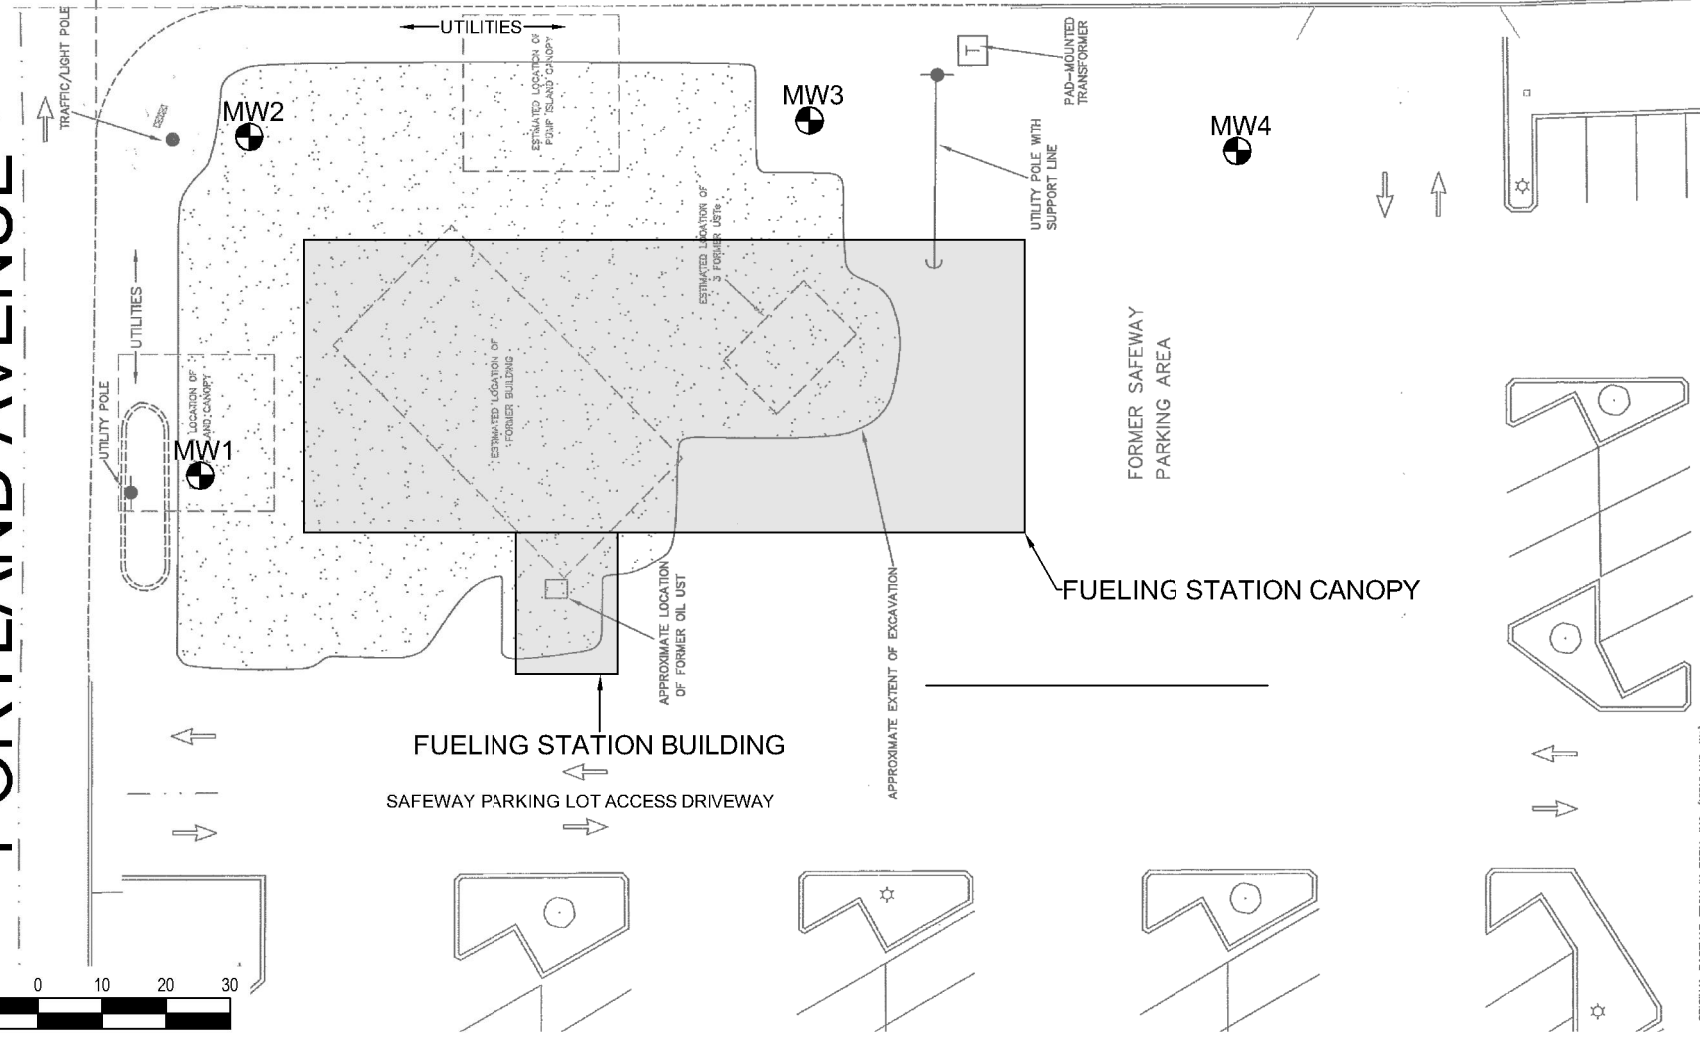 UTILITIES
TRAFFIC/LIGHT POLE
ESTIMATED LOCATION OF
PUMP ISLAND CANOPY
T
PAD-MOUNTED
TRANSFORMER
MW2
MW3
MW4
UTILITY POLE WITH
SUPPORT LINE
ESTIMATED LOCATION OF
3 FORMER USTs
UTILITIES
ESTIMATED LOCATION OF
FORMER BUILDING
FORMER SAFEWAY
PARKING AREA
UTILITY POLE
LOCATION OF
AND CANOPY
MW1
PORTLAND AVENUE
FUELING STATION CANOPY
APPROXIMATE LOCATION
OF FORMER OIL UST
APPROXIMATE EXTENT OF EXCAVATION
FUELING STATION BUILDING
SAFEWAY PARKING LOT ACCESS DRIVEWAY
0 10 20 30